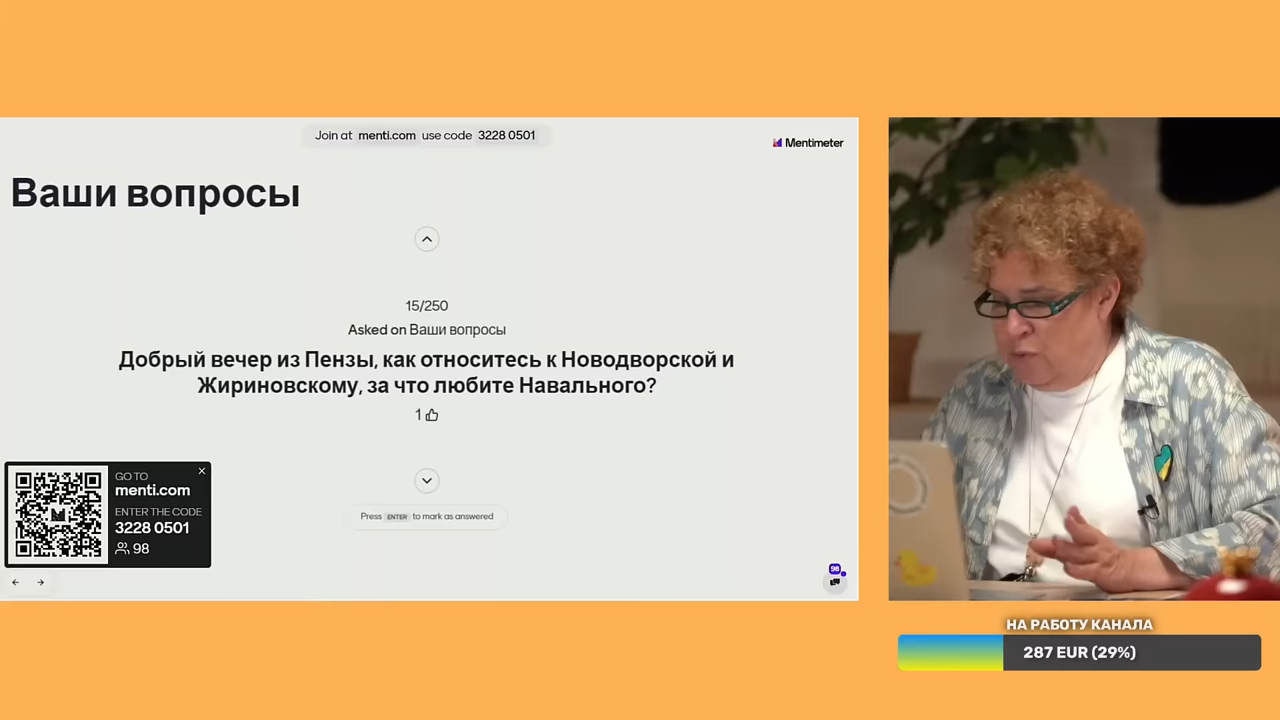 Join at menti.com use code 3228 0501
Mentimeter
Ваши вопросы
15/250
Asked on Ваши вопросы
Добрый вечер из Пензы, как относитесь к Новодворской и
Жириновскому, за что любите Навального?
1
Press ENTER to mark as answered
GO TO
menti.com
ENTER THE CODE
3228 0501
98
98
НА РАБОТУ КАНАЛА
287 EUR (29%)